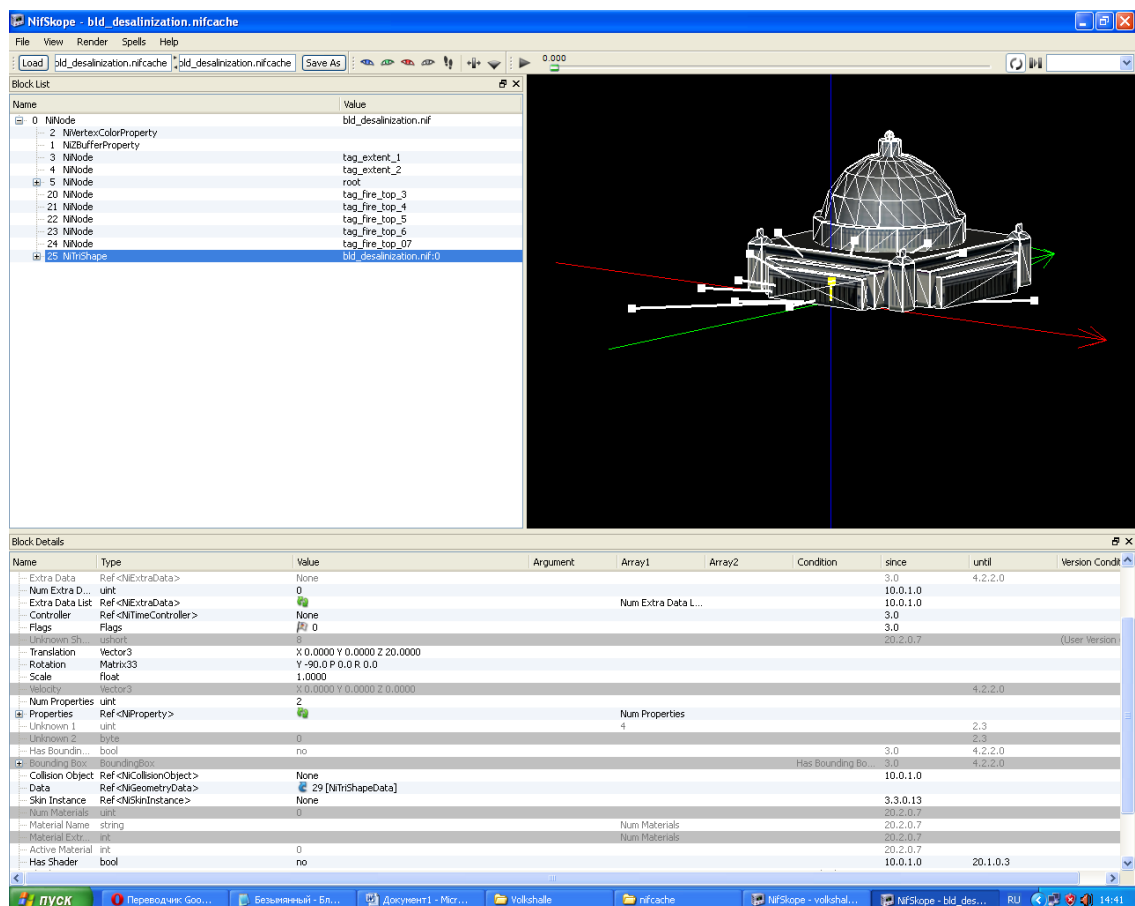 NifSkope - bld_desalinization.nifcache
File View Render Spells Help
Load bld_desalinization.nifcache bld_desalinization.nifcache Save As 0.000
Block List
Name Value
0 NiNode bld_desalinization.nif
2 NiVertexColorProperty
1 NiZBufferProperty
3 NiNode tag_extent_1
4 NiNode tag_extent_2
5 NiNode root
20 NiNode tag_fire_top_3
21 NiNode tag_fire_top_4
22 NiNode tag_fire_top_5
23 NiNode tag_fire_top_6
24 NiNode tag_fire_top_07
25 NiTriShape bld_desalinization.nif:0
Block Details
Name Type Value Argument Array1 Array2 Condition since until Version Condit
Extra Data Ref<NiExtraData> None 3.0 4.2.2.0
Num Extra D... uint 0 10.0.1.0
Extra Data List Ref<NiExtraData> Num Extra Data L... 10.0.1.0
Controller Ref<NiTimeController> None 3.0
Flags Flags 0 3.0
Unknown Sh... ushort 8 20.2.0.7 (User Version
Translation Vector3 X 0.0000 Y 0.0000 Z 20.0000
Rotation Matrix33 Y -90.0 P 0.0 R 0.0
Scale float 1.0000
Velocity Vector3 X 0.0000 Y 0.0000 Z 0.0000 4.2.2.0
Num Properties uint 2
Properties Ref<NiProperty> Num Properties
Unknown 1 uint 4 2.3
Unknown 2 byte 0 2.3
Has Boundin... bool no 3.0 4.2.2.0
Bounding Box BoundingBox Has Bounding Bo... 3.0 4.2.2.0
Collision Object Ref<NiCollisionObject> None 10.0.1.0
Data Ref<NiGeometryData> 29 [NiTriShapeData]
Skin Instance Ref<NiSkinInstance> None 3.3.0.13
Num Materials uint 0 20.2.0.7
Material Name string Num Materials 20.2.0.7
Material Extr... int Num Materials 20.2.0.7
Active Material int 0 20.2.0.7
Has Shader bool no 10.0.1.0 20.1.0.3
пуск Переводчик Goo... Безымянный - Бл... Документ1 - Micr... Volkshalle nifcache NifSkope - volkshal... NifSkope - bld_des... RU 14:41